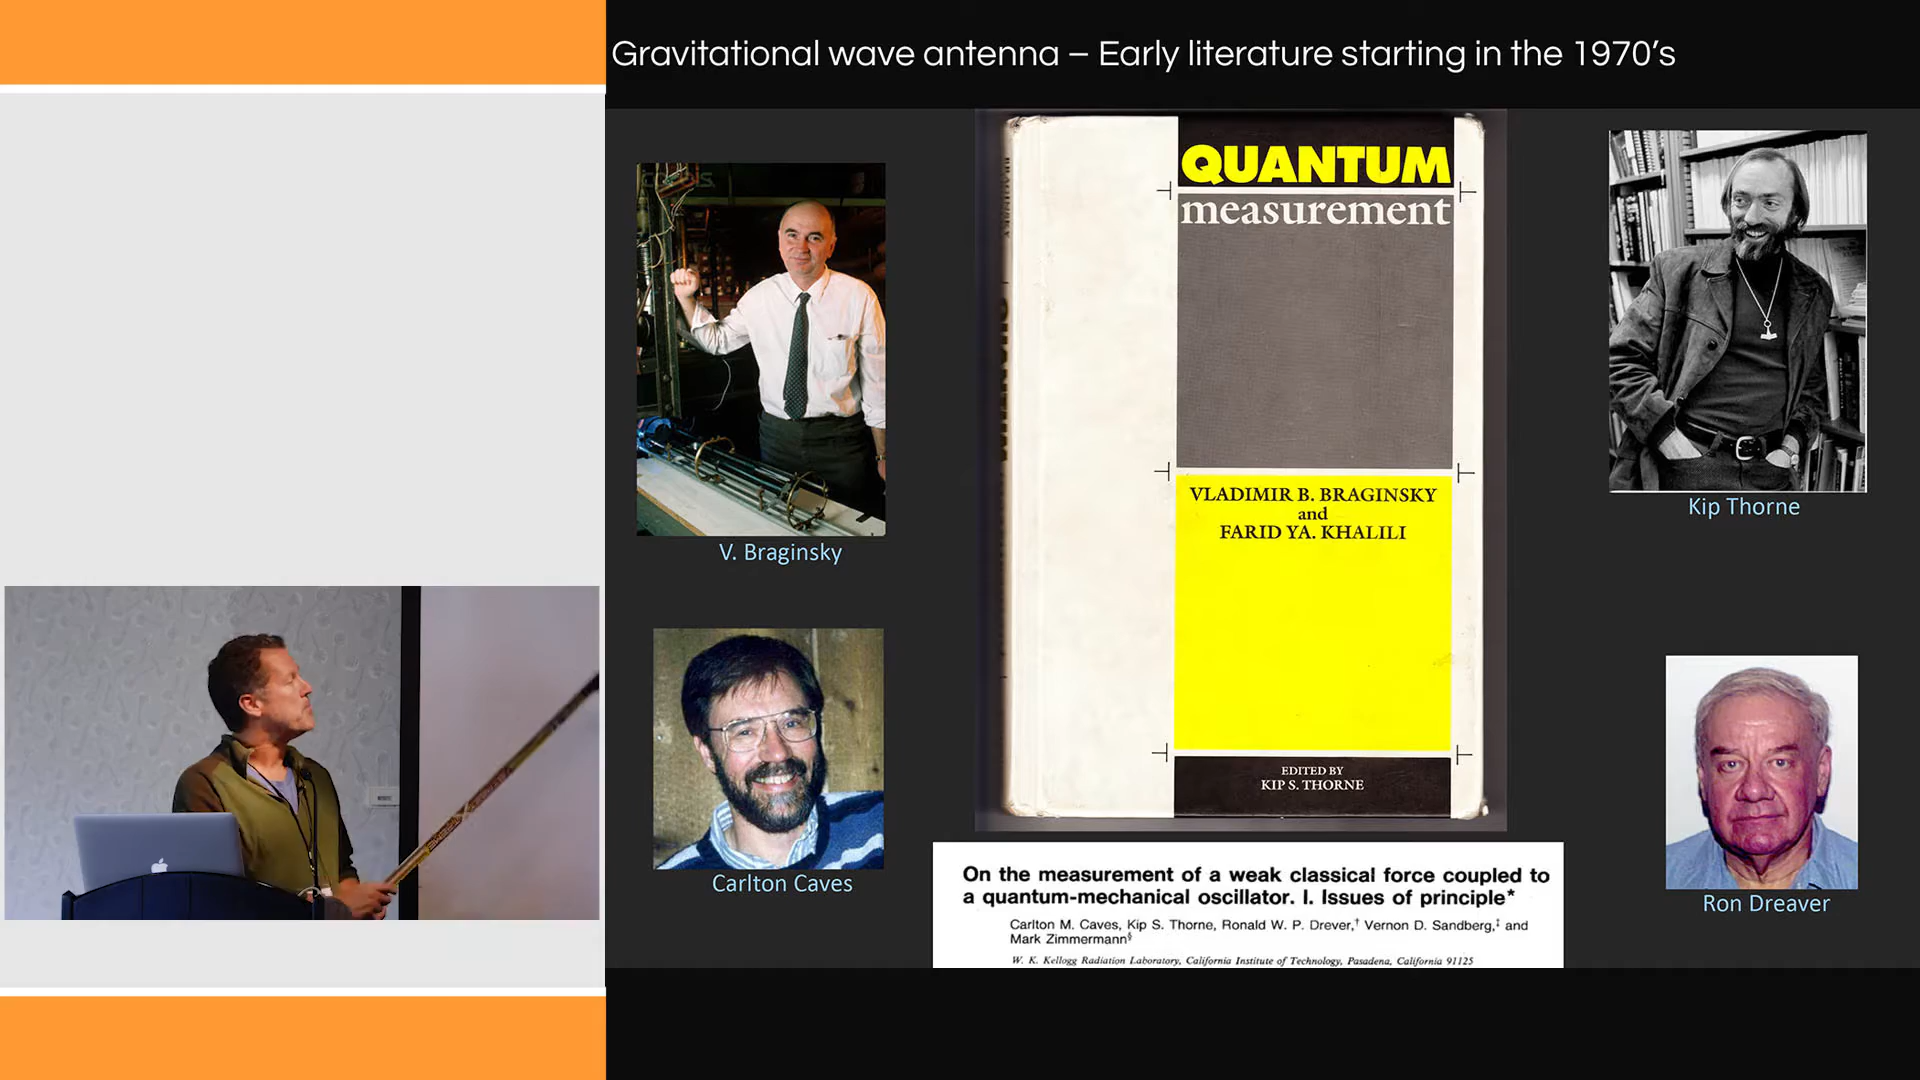 Gravitational wave antenna – Early literature starting in the 1970's
QUANTUM
measurement
VLADIMIR B. BRAGINSKY
and
FARID YA. KHALILI
EDITED BY
KIP S. THORNE
V. Braginsky
Kip Thorne
Carlton Caves
Ron Dreaver
On the measurement of a weak classical force coupled to
a quantum-mechanical oscillator. I. Issues of principle*
Carlton M. Caves, Kip S. Thorne, Ronald W. P. Drever,† Vernon D. Sandberg,‡ and
Mark Zimmermann§
W. K. Kellogg Radiation Laboratory, California Institute of Technology, Pasadena, California 91125